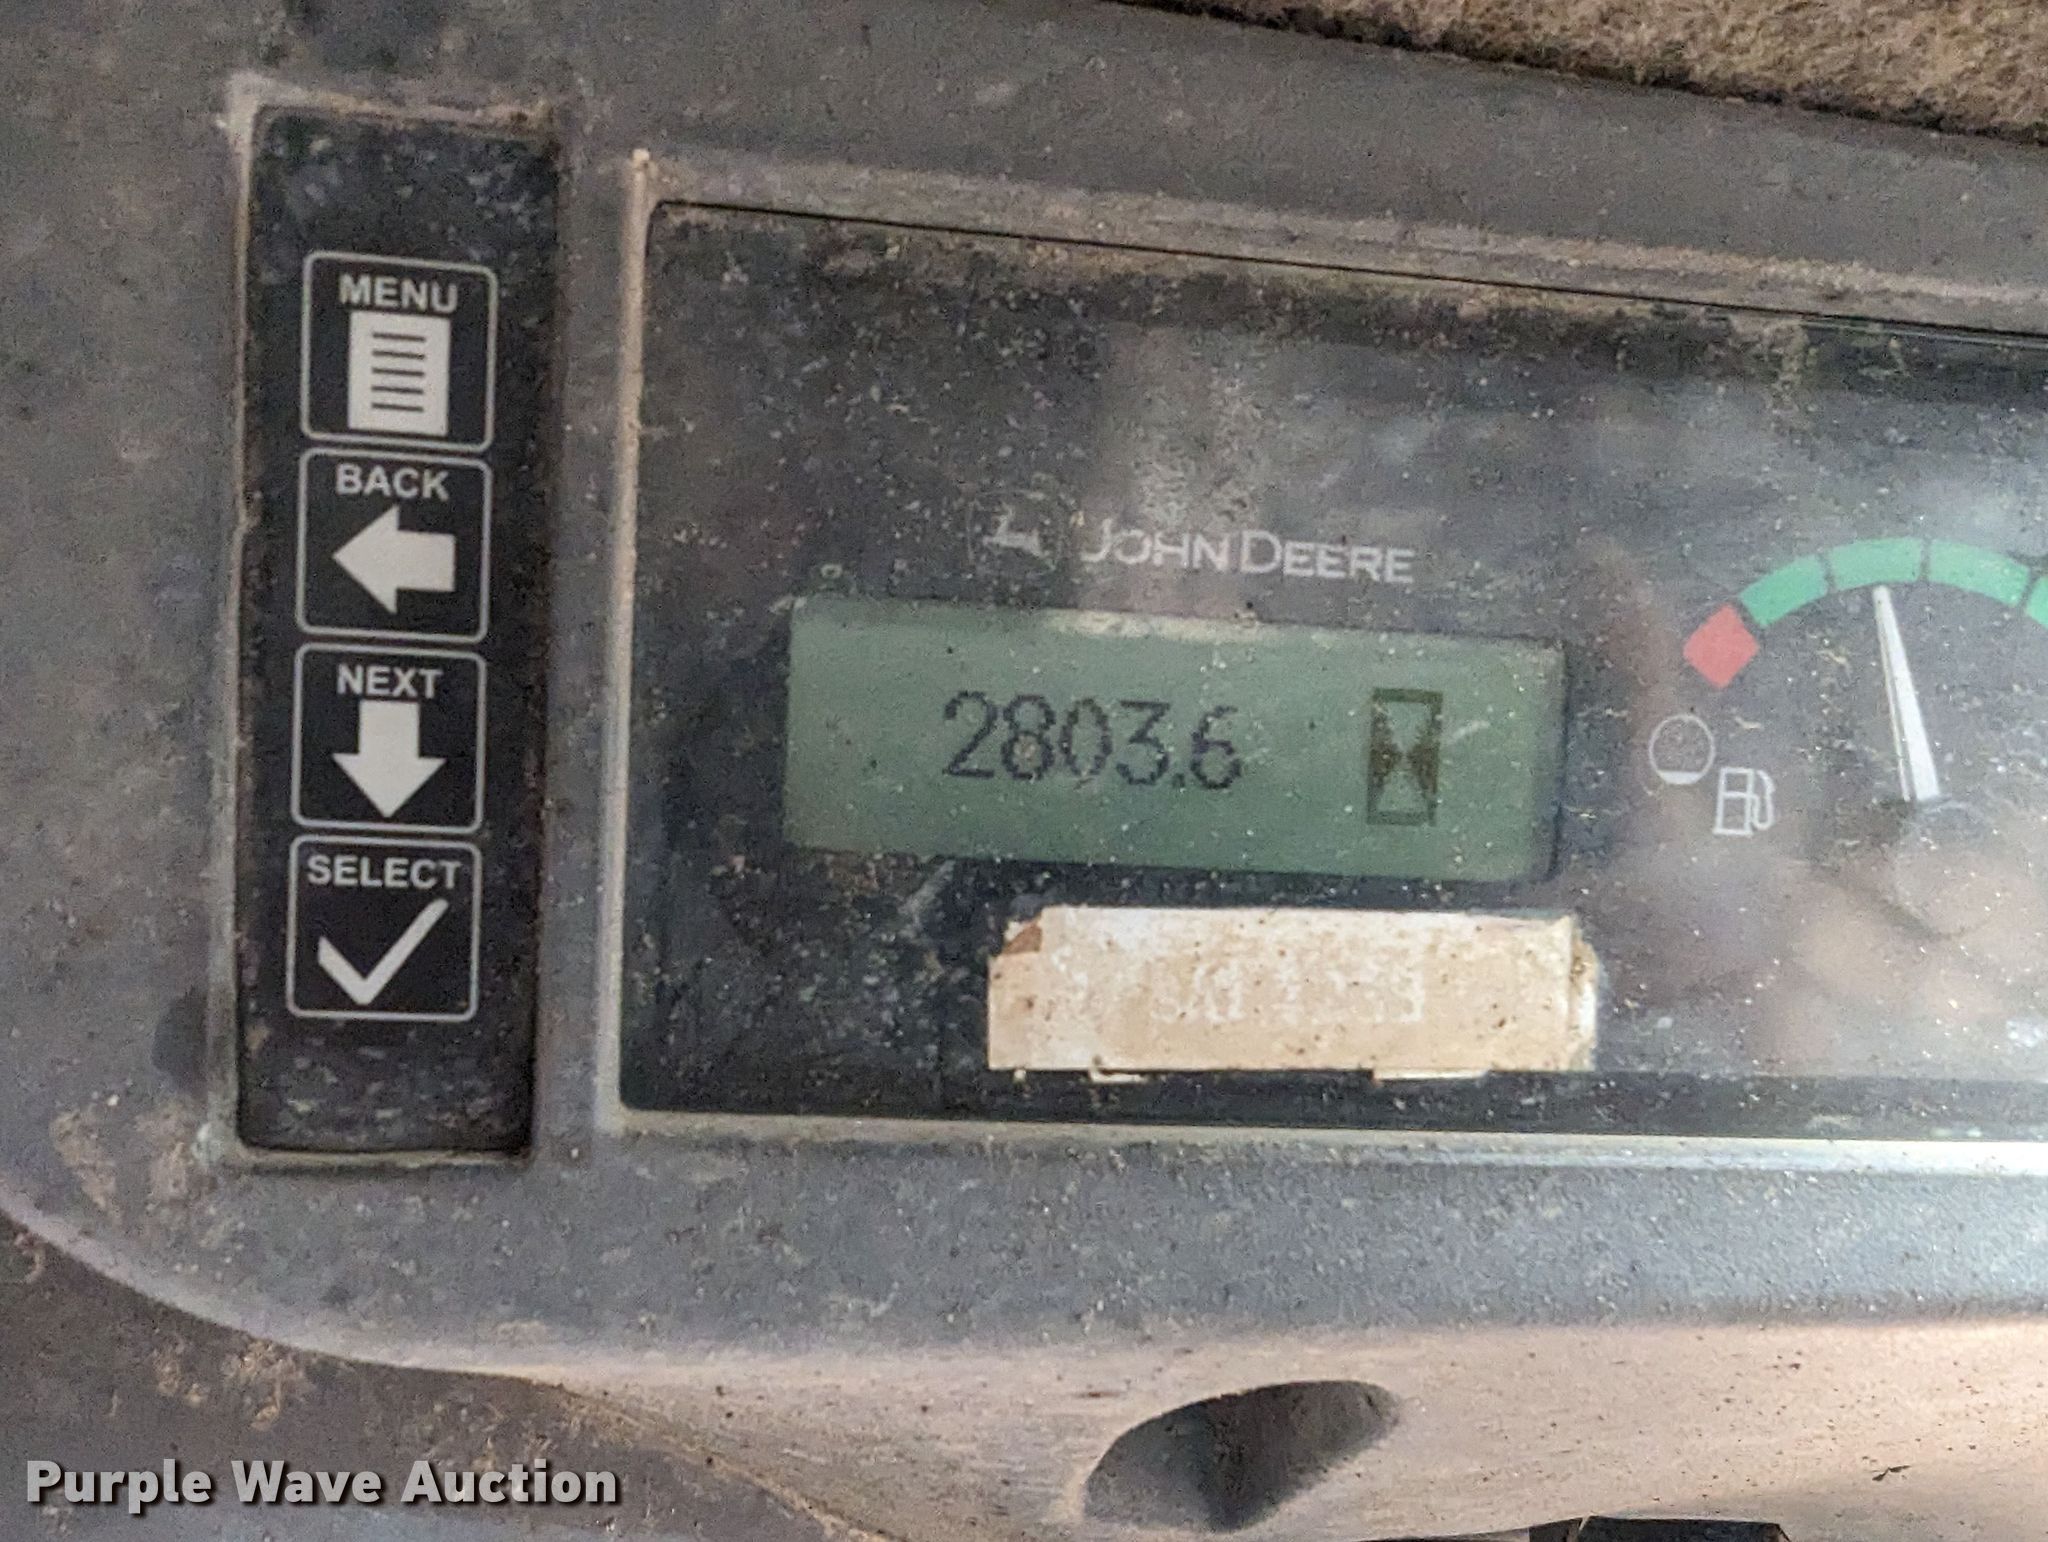 MENU
BACK
NEXT
SELECT
JOHN DEERE
2803.6
Purple Wave Auction